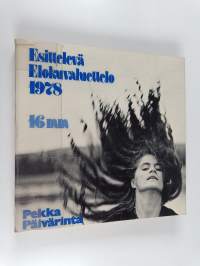 Esittelevä
Elokuvaluettelo
1978
16 mm
Pekka
Päivärinta